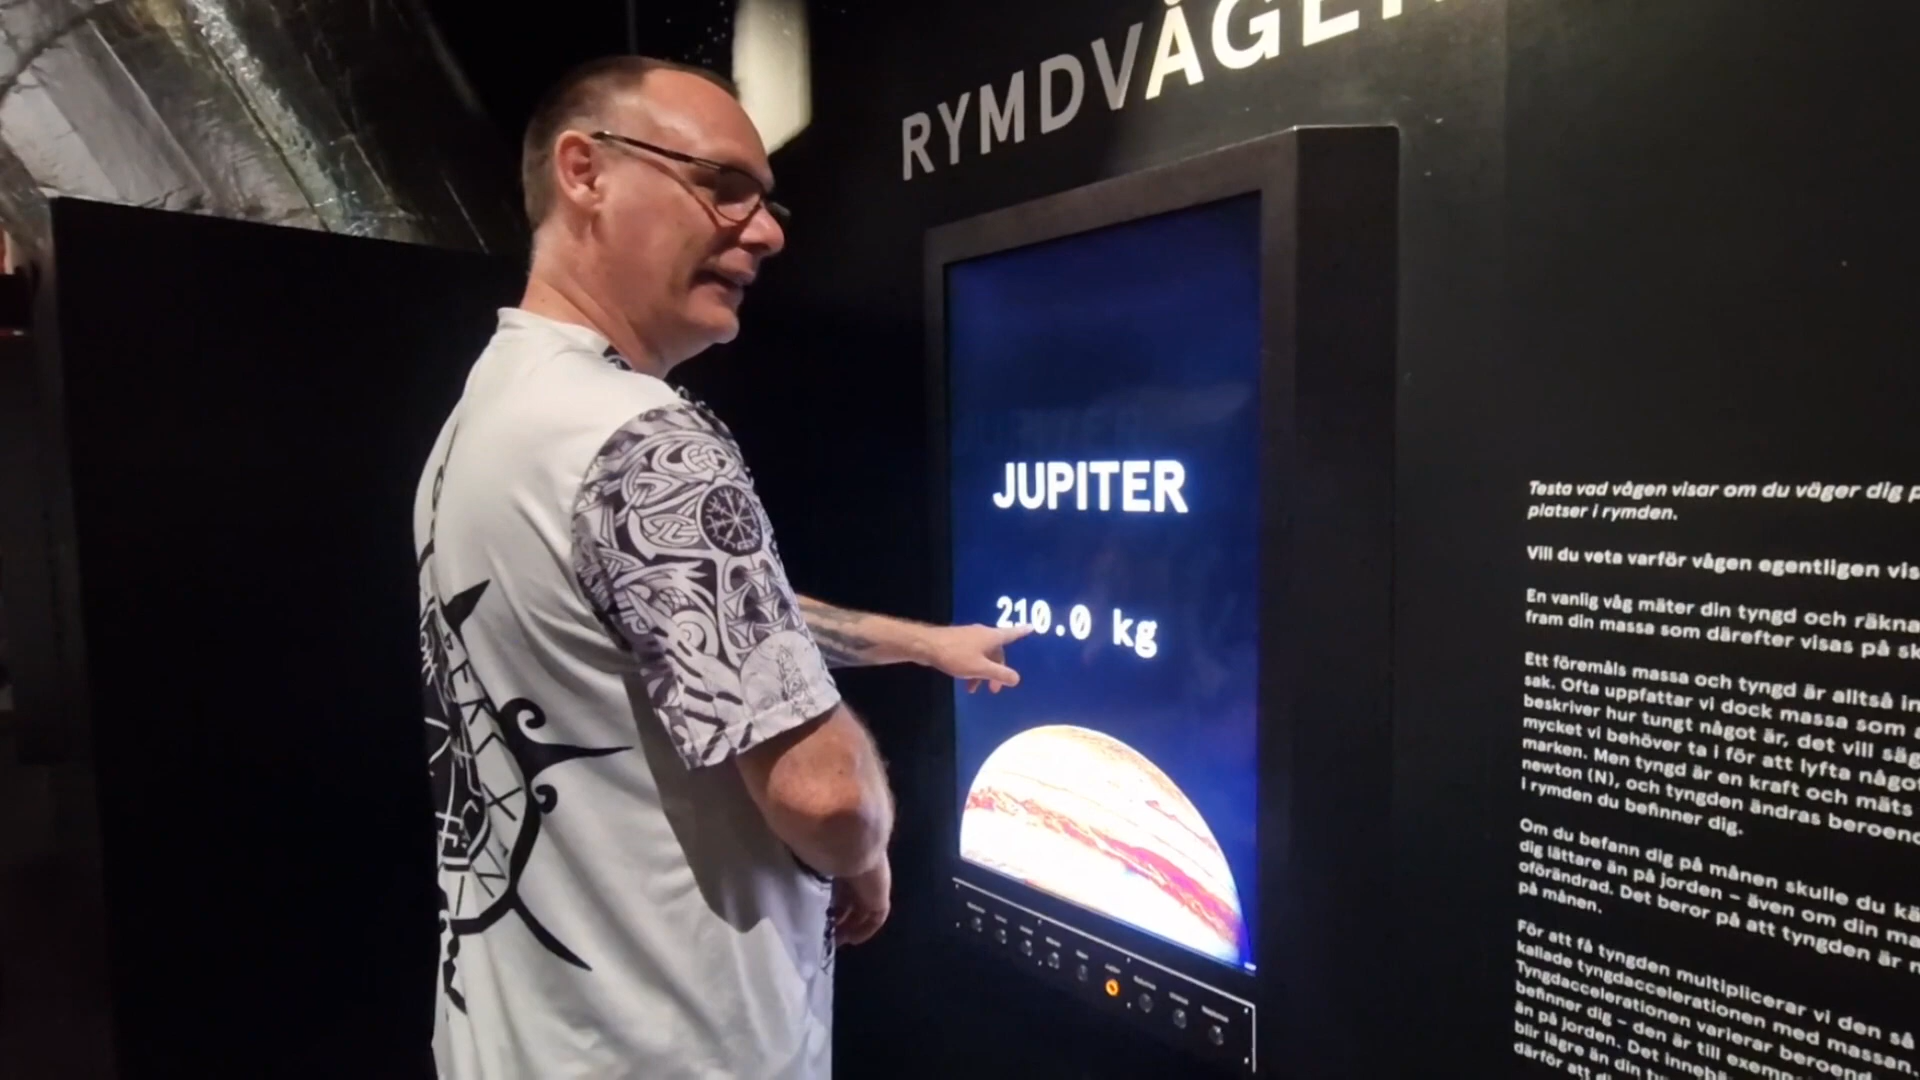 RYMDVÅGEN
JUPITER
210.0 kg
Testa vad vågen visar om du väger dig p
platser i rymden.
Vill du veta varför vågen egentligen vis
En vanlig våg mäter din tyngd och räkna
fram din massa som därefter visas på sk
Ett föremåls massa och tyngd är alltså in
sak. Ofta uppfattar vi dock massa som
beskriver hur tungt något är, det vill säg
mycket vi behöver ta i för att lyfta något
marken. Men tyngd är en kraft och mäts
newton (N), och tyngden ändras beroend
I rymden du befinner dig.
Om du befann dig på månen skulle du kä
dig lättare än på jorden – även om din ma
oförändrad. Det beror på att tyngden är
på månen.
För att få tyngden multiplicerar vi den så
kallade tyngdaccelerationen med massan.
Tyngdaccelerationen varierar beroend
befinner dig – den är till exemp
än på jorden. Det innebä
blir lägre än din
därför att